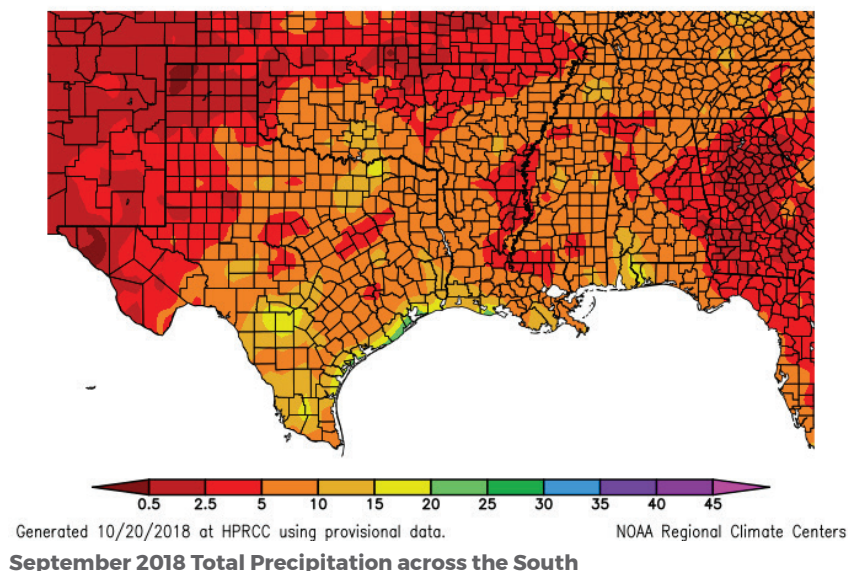 0.5 2.5 5 10 15 20 25 30 35 40 45
Generated 10/20/2018 at HPRCC using provisional data. NOAA Regional Climate Centers
September 2018 Total Precipitation across the South